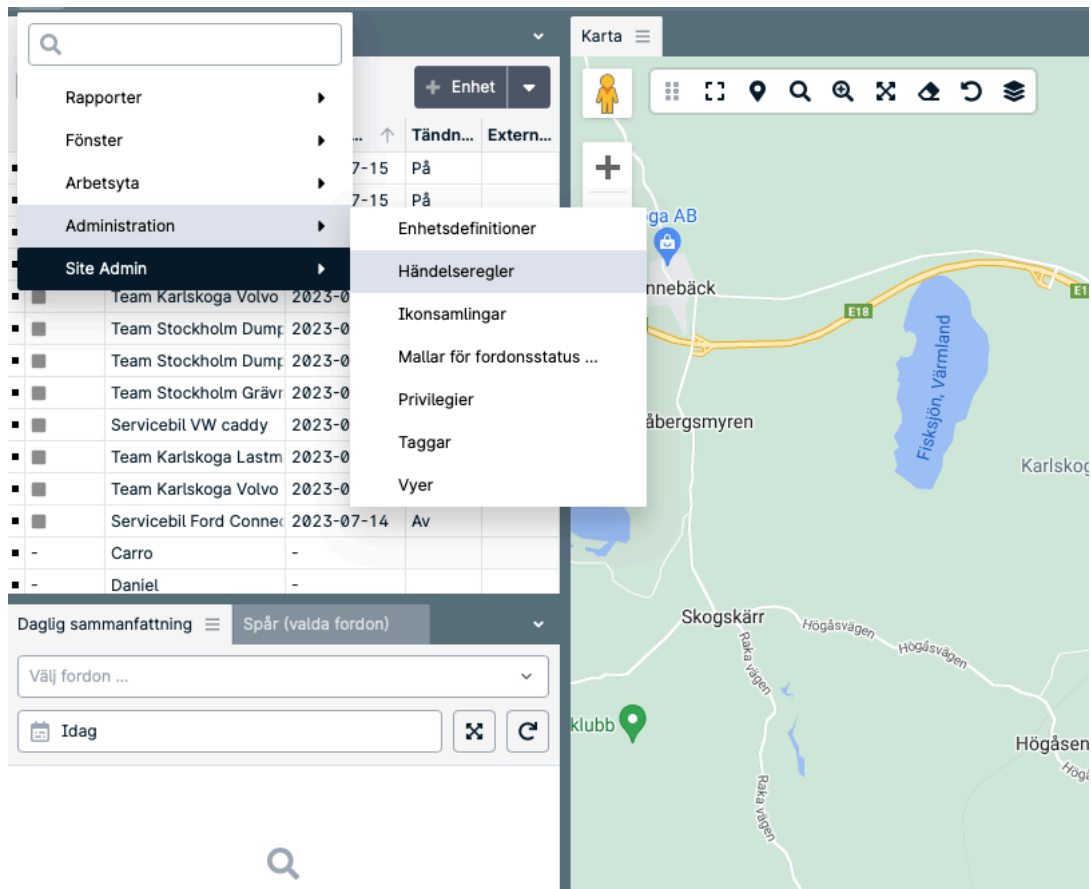 Karta
Rapporter
Fönster
Arbetsyta
Administration
Site Admin
Enhetsdefinitioner
Händelseregler
Ikonsamlingar
Mallar för fordonsstatus ...
Privilegier
Taggar
Vyer
+ Enhet
... ↑ Tändn... Extern...
7-15 På
7-15 På
Team Karlskoga Volvo 2023-0
Team Stockholm Dump 2023-0
Team Stockholm Dump 2023-0
Team Stockholm Gräv 2023-0
Servicebil VW caddy 2023-0
Team Karlskoga Lastm 2023-0
Team Karlskoga Volvo 2023-0
Servicebil Ford Connec 2023-07-14 Av
- Carro -
- Daniel -
Daglig sammanfattning
Spår (valda fordon)
Välj fordon ...
Idag
ga AB
nnebäck
E18
E1
Fisksjön, Värmland
åbergsmyren
Karlskog
Skogskärr
Högåsvägen
Högåsvägen
Raka vägen
klubb
Högåsen
Högå
Raka vägen